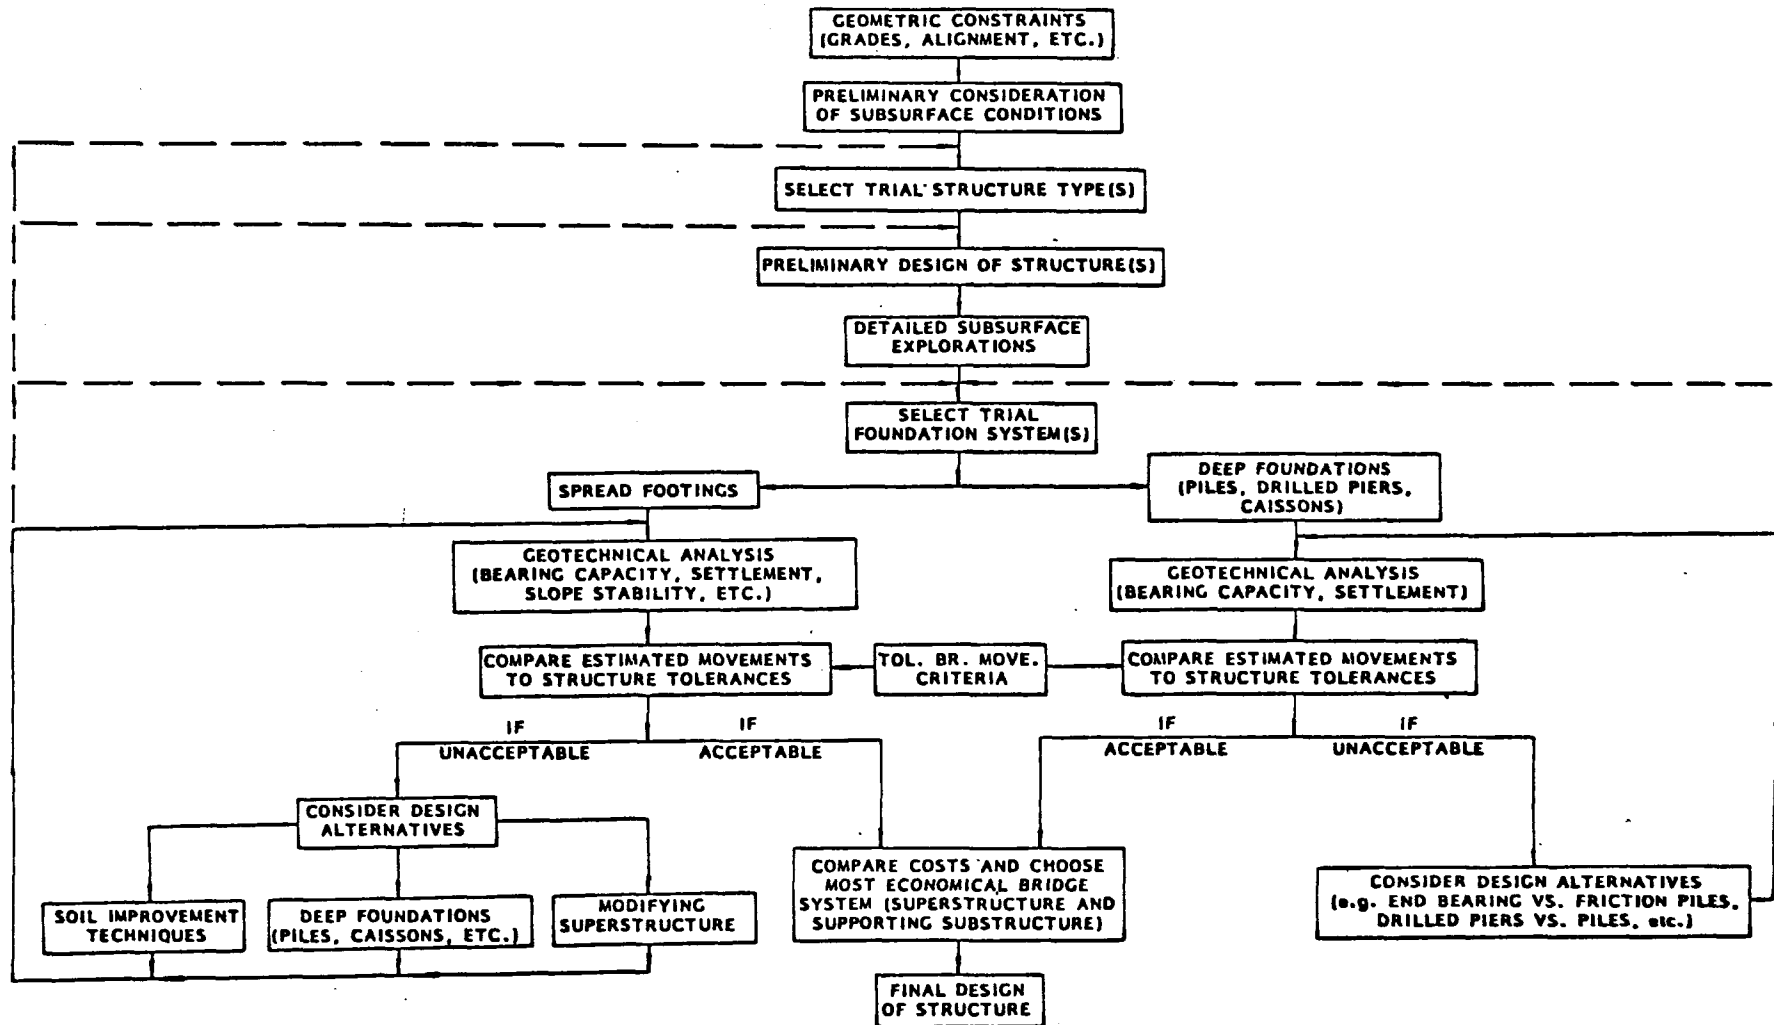 GEOMETRIC CONSTRAINTS
(GRADES, ALIGNMENT, ETC.)
PRELIMINARY CONSIDERATION
OF SUBSURFACE CONDITIONS
SELECT TRIAL STRUCTURE TYPE(S)
PRELIMINARY DESIGN OF STRUCTURE(S)
DETAILED SUBSURFACE
EXPLORATIONS
SELECT TRIAL
FOUNDATION SYSTEM(S)
SPREAD FOOTINGS
DEEP FOUNDATIONS
(PILES, DRILLED PIERS,
CAISSONS)
GEOTECHNICAL ANALYSIS
(BEARING CAPACITY, SETTLEMENT,
SLOPE STABILITY, ETC.)
GEOTECHNICAL ANALYSIS
(BEARING CAPACITY, SETTLEMENT)
COMPARE ESTIMATED MOVEMENTS
TO STRUCTURE TOLERANCES
TOL. BR. MOVE.
CRITERIA
COMPARE ESTIMATED MOVEMENTS
TO STRUCTURE TOLERANCES
IF
UNACCEPTABLE
IF
ACCEPTABLE
IF
ACCEPTABLE
IF
UNACCEPTABLE
CONSIDER DESIGN
ALTERNATIVES
SOIL IMPROVEMENT
TECHNIQUES
DEEP FOUNDATIONS
(PILES, CAISSONS, ETC.)
MODIFYING
SUPERSTRUCTURE
COMPARE COSTS AND CHOOSE
MOST ECONOMICAL BRIDGE
SYSTEM (SUPERSTRUCTURE AND
SUPPORTING SUBSTRUCTURE)
CONSIDER DESIGN ALTERNATIVES
(e.g. END BEARING VS. FRICTION PILES,
DRILLED PIERS VS. PILES, etc.)
FINAL DESIGN
OF STRUCTURE